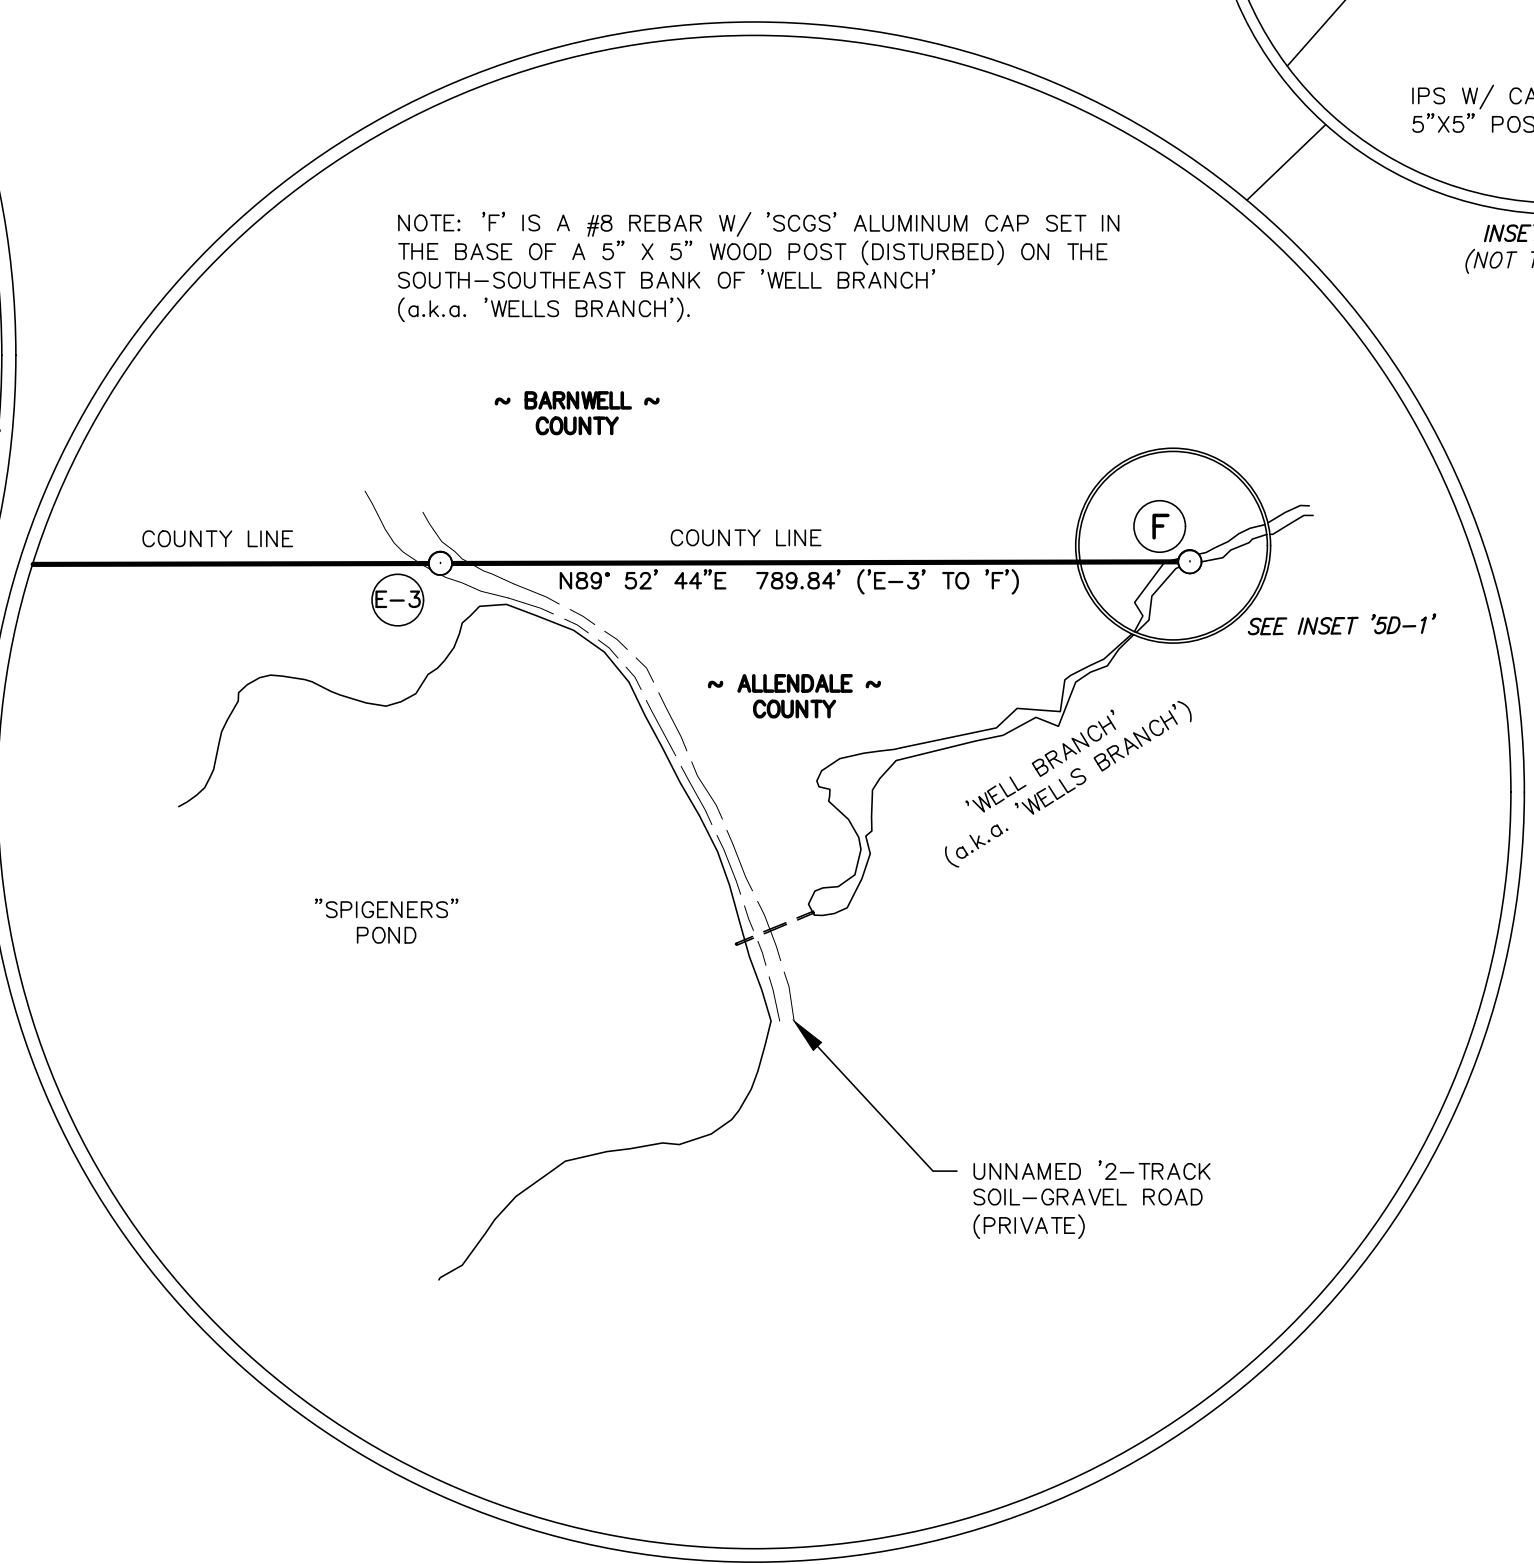 IPS W/ CA
5"X5" POS
INSE
(NOT T
NOTE: 'F' IS A #8 REBAR W/ 'SCGS' ALUMINUM CAP SET IN
THE BASE OF A 5" X 5" WOOD POST (DISTURBED) ON THE
SOUTH-SOUTHEAST BANK OF 'WELL BRANCH'
(a.k.a. 'WELLS BRANCH').
~ BARNWELL ~
COUNTY
COUNTY LINE
COUNTY LINE
F
N89° 52' 44"E 789.84' ('E-3' TO 'F')
E-3
SEE INSET '5D-1'
~ ALLENDALE ~
COUNTY
'WELL BRANCH'
(a.k.a. 'WELLS BRANCH')
"SPIGENERS"
POND
UNNAMED '2-TRACK
SOIL-GRAVEL ROAD
(PRIVATE)